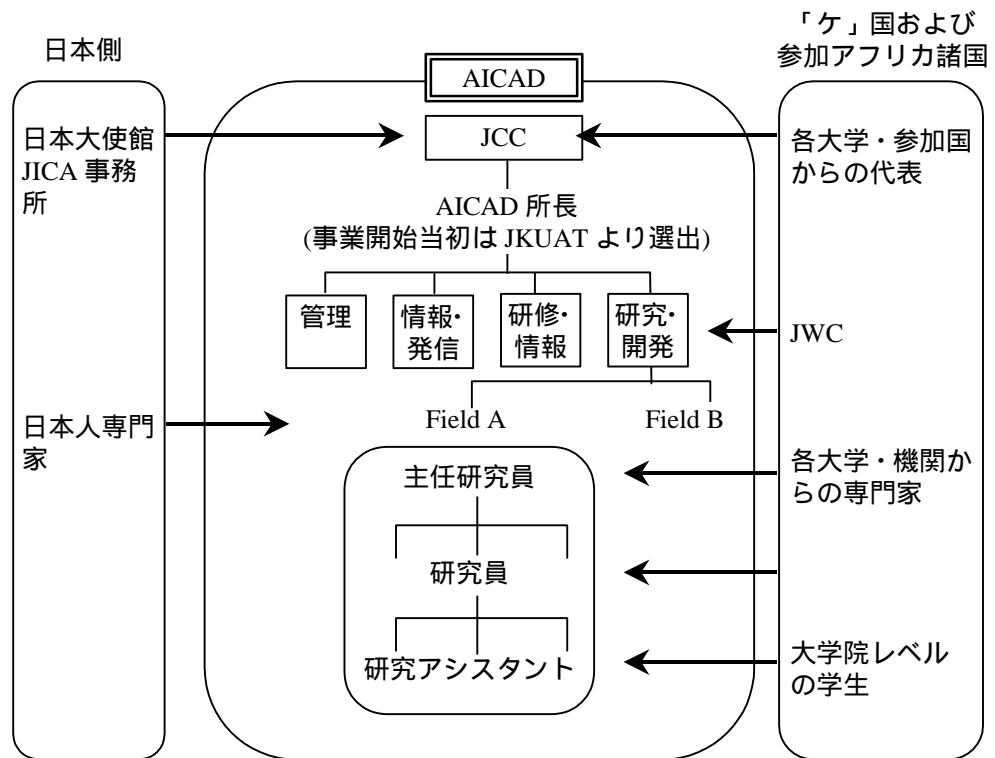 日本側
「ケ」国および
参加アフリカ諸国
AICAD
日本大使館
JICA 事務
所
JCC
各大学・参加国
からの代表
AICAD 所長
(事業開始当初は JKUAT より選出)
管理
情報・
発信
研修・
情報
研究・
開発
JWC
Field A
Field B
日本人専門
家
主任研究員
各大学・機関か
らの専門家
研究員
研究アシスタント
大学院レベル
の学生